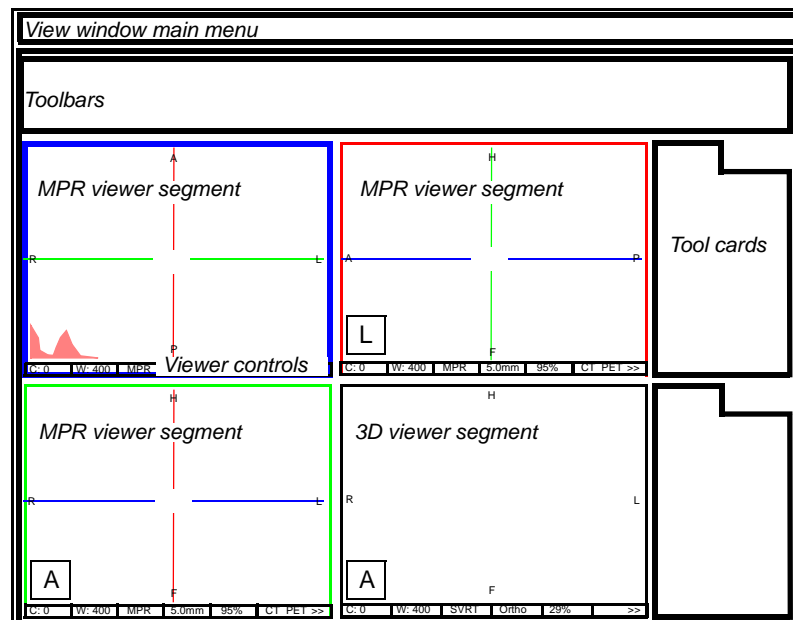 View window main menu
Toolbars
A
MPR viewer segment
R L
P
C: 0 W: 400 MPR Viewer controls
H
MPR viewer segment
A P
L
F
C: 0 W: 400 MPR 5.0mm 95% CT PET >>
Tool cards
H
MPR viewer segment
R L
A
F
C: 0 W: 400 MPR 5.0mm 95% CT PET >>
H
3D viewer segment
R L
A
F
C: 0 W: 400 SVRT Ortho 29% >>